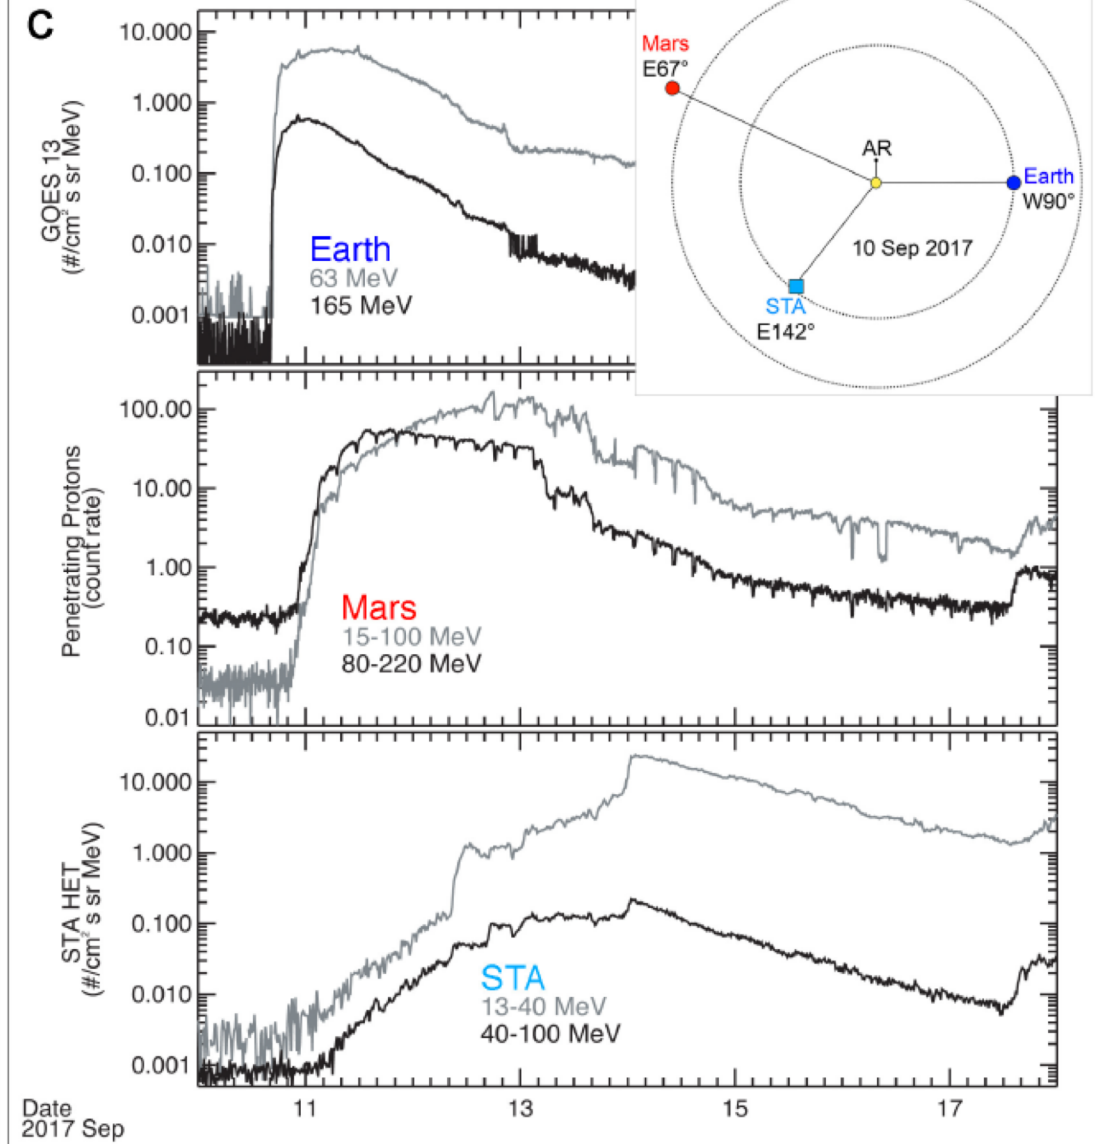 C
GOES 13
(#/cm² s sr MeV)
10.000
1.000
0.100
0.010
0.001
Earth
63 MeV
165 MeV
Mars
E67°
AR
Earth
W90°
10 Sep 2017
STA
E142°
Penetrating Protons
(count rate)
100.00
10.00
1.00
0.10
0.01
Mars
15-100 MeV
80-220 MeV
STA HET
(#/cm² s sr MeV)
10.000
1.000
0.100
0.010
0.001
STA
13-40 MeV
40-100 MeV
Date
2017 Sep
11 13 15 17